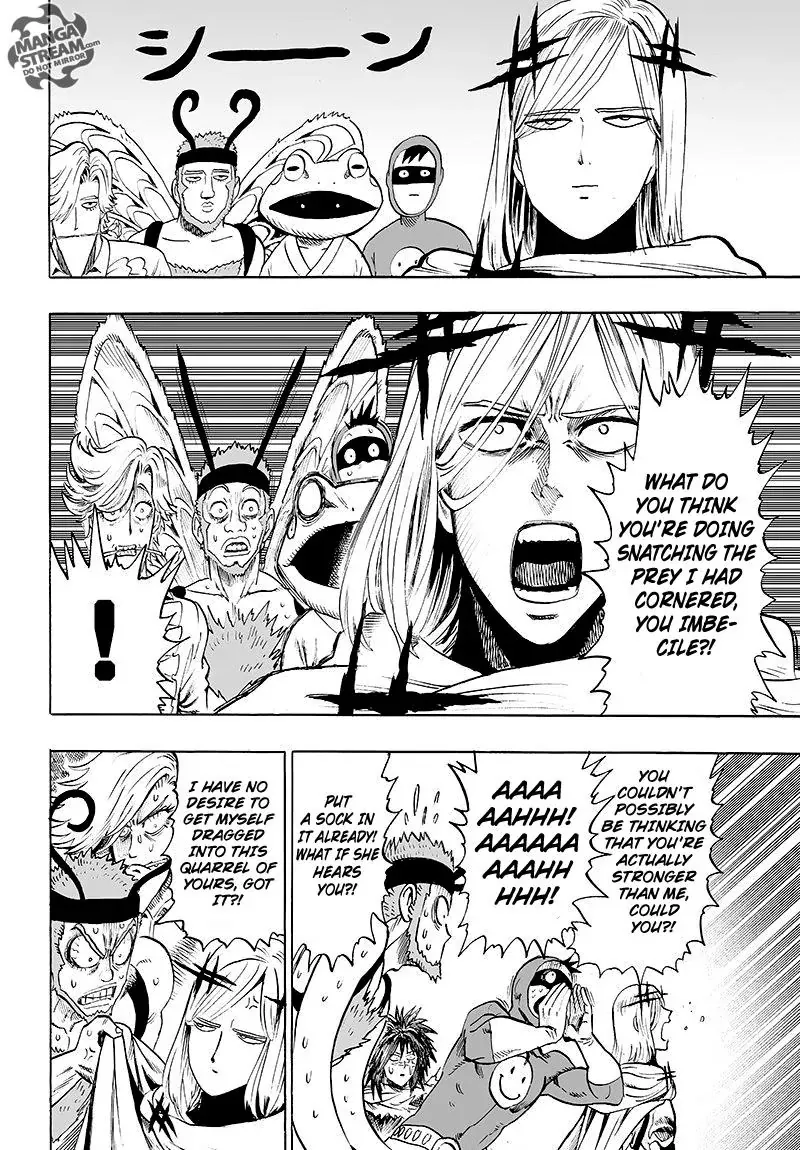 MANGA
STREAM.com
DO NOT MIRROR!
シーン
WHAT DO
YOU THINK
YOU'RE DOING
SNATCHING THE
PREY I HAD
CORNERED,
YOU IMBE-
CILE?!
!
YOU
COULDN'T
POSSIBLY
BE THINKING
THAT YOU'RE
ACTUALLY
STRONGER
THAN ME,
COULD
YOU?!
AAAA
AAHHH!
AAAAAA
AAAHH
HHH!
PUT
A SOCK IN
IT ALREADY!
WHAT IF SHE
HEARS
YOU?!
I HAVE NO
DESIRE TO
GET MYSELF
DRAGGED
INTO THIS
QUARREL OF
YOURS, GOT
IT?!